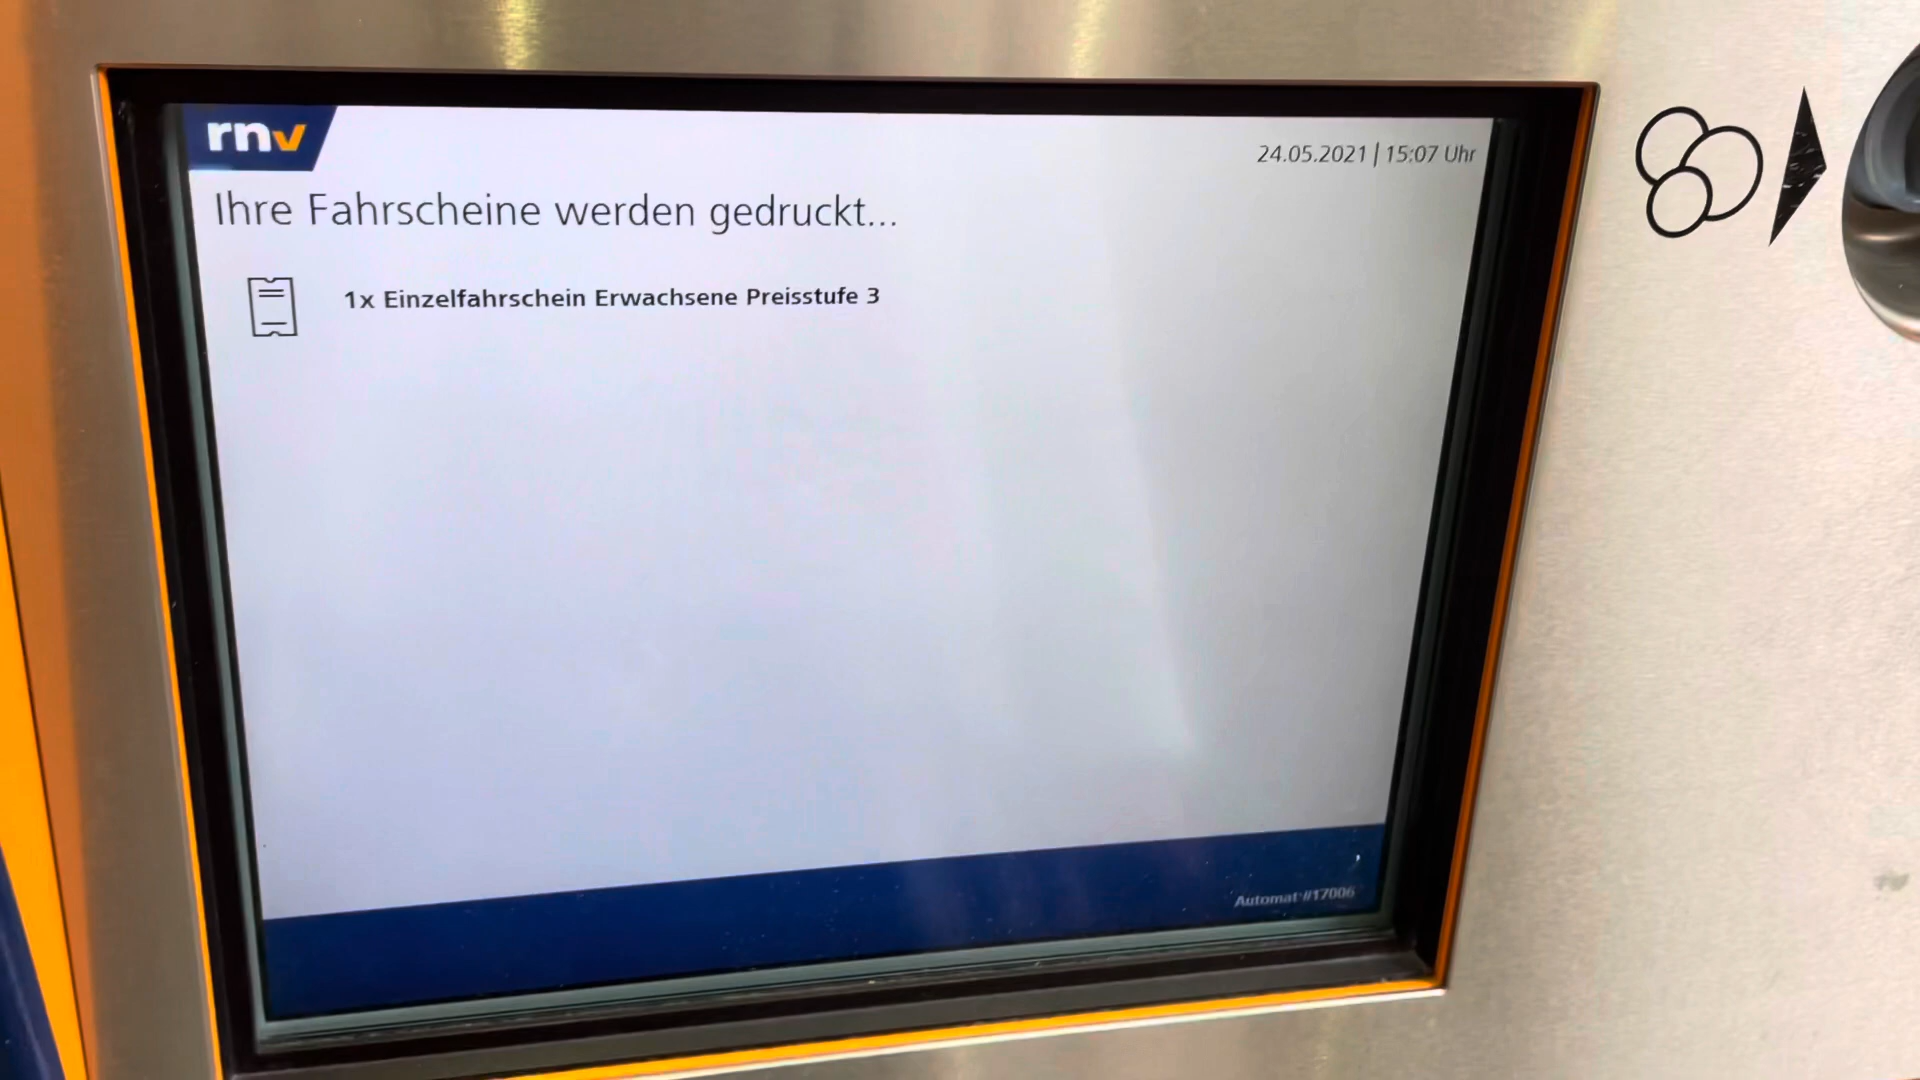 rnv
24.05.2021 | 15:07 Uhr
Ihre Fahrscheine werden gedruckt...
1x Einzelfahrschein Erwachsene Preisstufe 3
Automat #17006